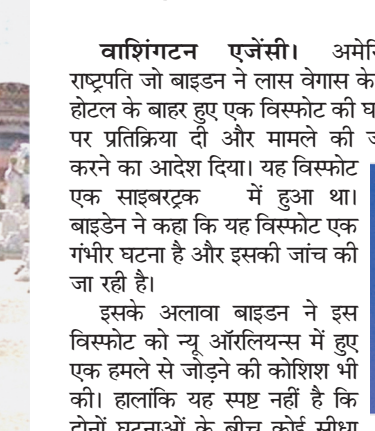 वाशिंगटन एजेंसी।
राष्ट्रपति जो बाइडन ने लास वेगास के
होटल के बाहर हुए एक विस्फोट की
पर प्रतिक्रिया दी और मामले की
करने का आदेश दिया। यह विस्फोट
एक साइबरट्रक में हुआ था।
बाइडेन ने कहा कि यह विस्फोट एक
गंभीर घटना है और इसकी जांच की
जा रही है।
इसके अलावा बाइडन ने इस
विस्फोट को न्यू ऑरलियन्स में हुए
एक हमले से जोड़ने की कोशिश भी
की। हालांकि यह स्पष्ट नहीं है कि
दोनों घटनाओं के बीच कोई सीधा